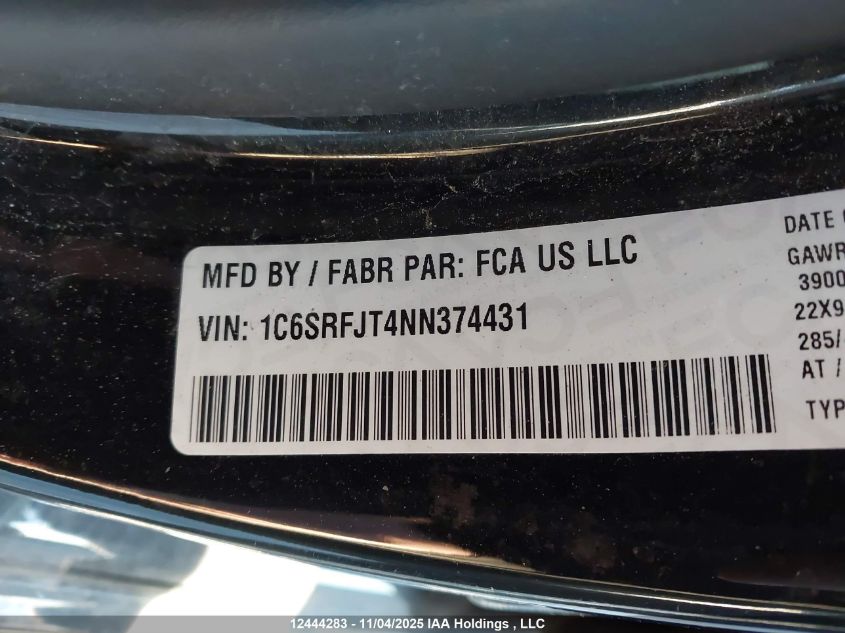 MFD BY / FABR PAR: FCA US LLC
VIN: 1C6SRFJT4NN374431
DATE
GAWR
3900
22X9
285/
AT /
TYP
12444283 - 11/04/2025 IAA Holdings , LLC